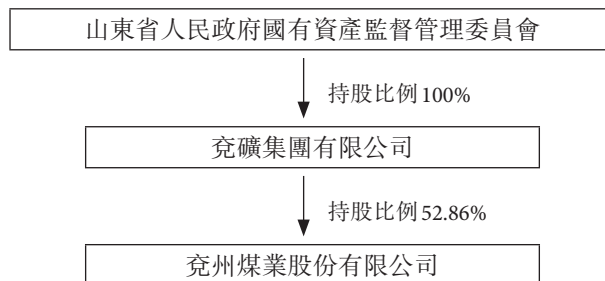 山東省人民政府國有資產監督管理委員會
持股比例100%
兗礦集團有限公司
持股比例52.86%
兗州煤業股份有限公司